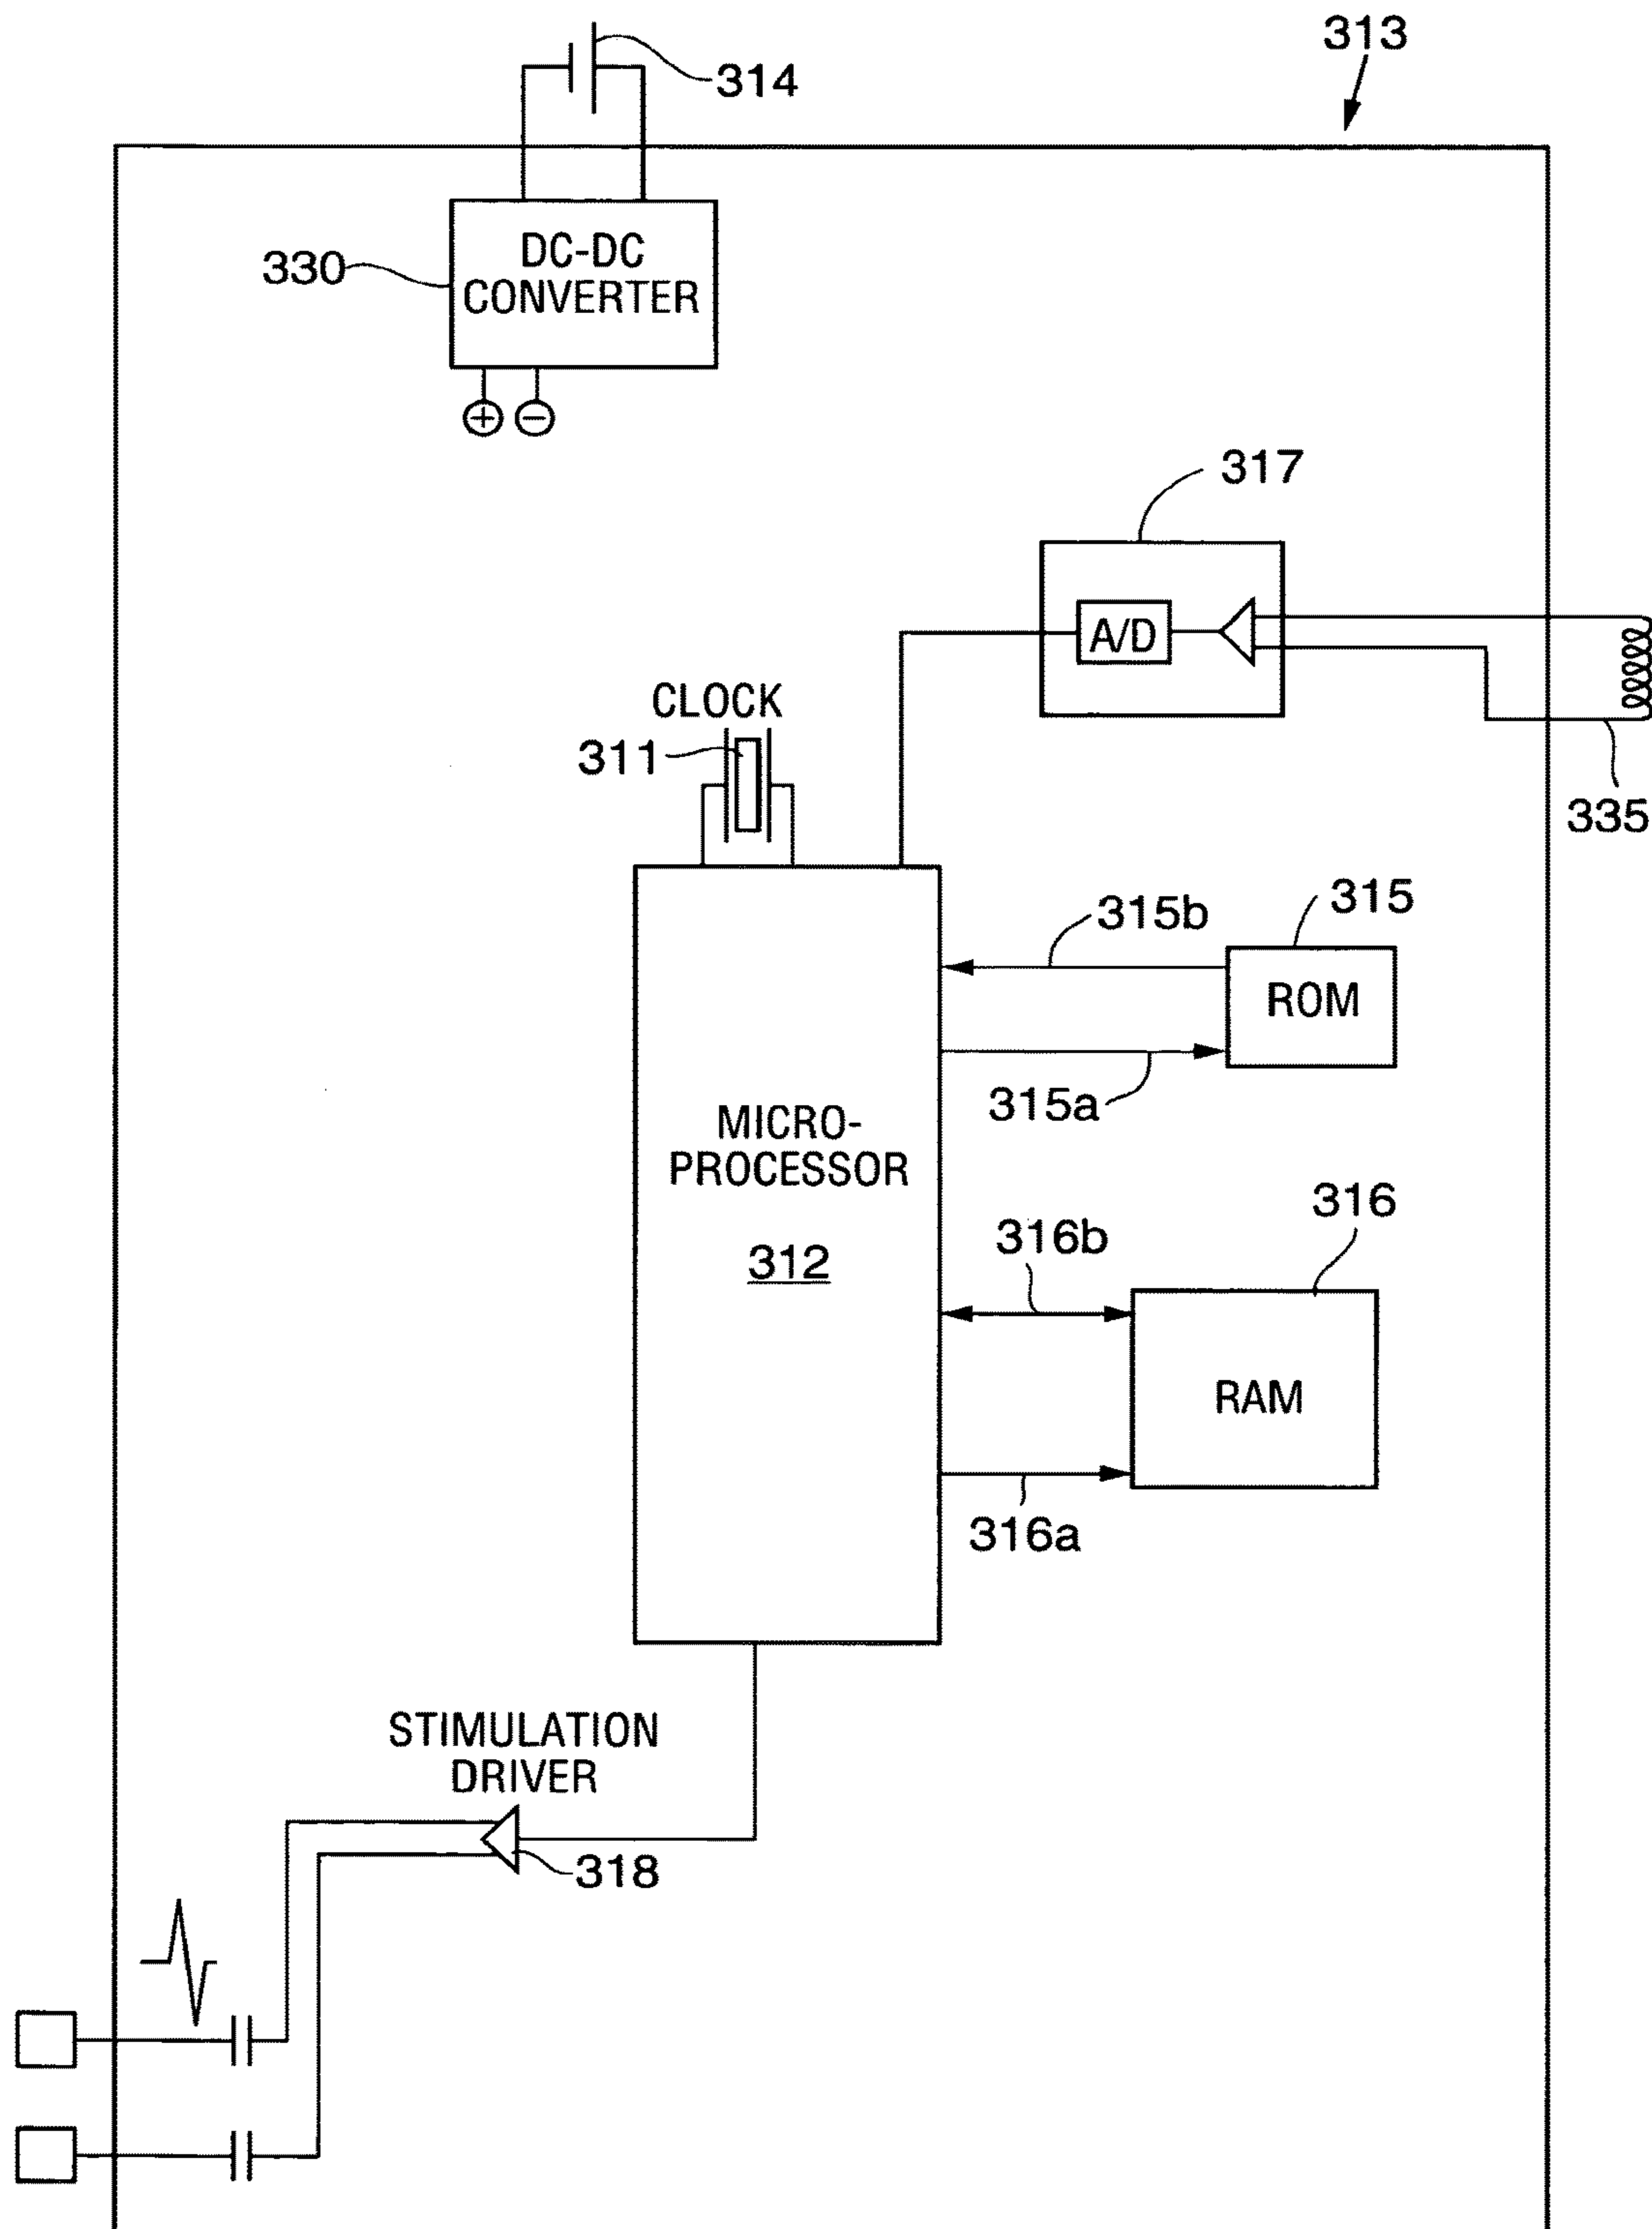 313
314
DC-DC
CONVERTER
330
+ −
317
A/D
CLOCK
311
335
315b
315
ROM
315a
MICRO-
PROCESSOR
312
316
316b
RAM
316a
STIMULATION
DRIVER
318